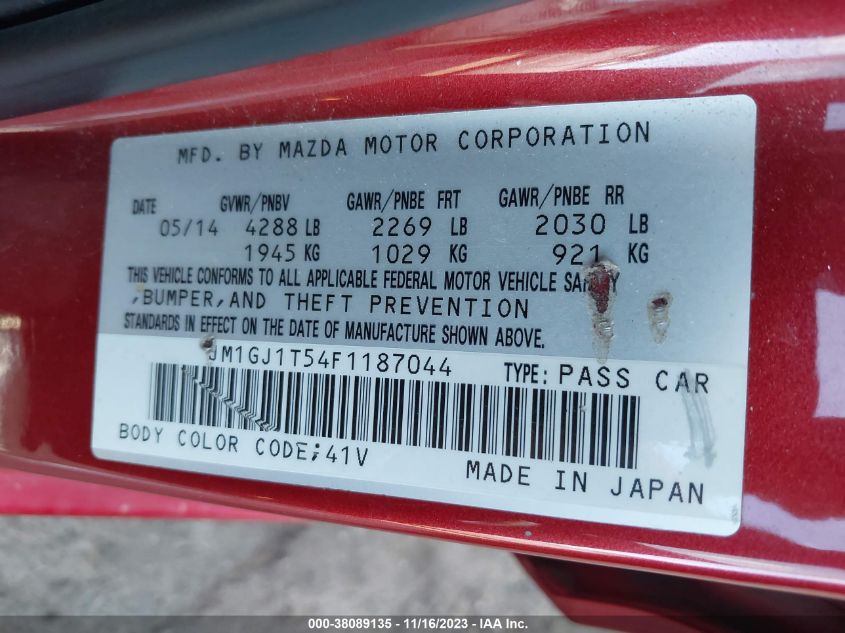 MFD. BY MAZDA MOTOR CORPORATION
DATE GVWR/PNBV GAWR/PNBE FRT GAWR/PNBE RR
05/14 4288 LB 2269 LB 2030 LB
1945 KG 1029 KG 921 KG
THIS VEHICLE CONFORMS TO ALL APPLICABLE FEDERAL MOTOR VEHICLE SAFETY
,BUMPER,AND THEFT PREVENTION
STANDARDS IN EFFECT ON THE DATE OF MANUFACTURE SHOWN ABOVE.
JM1GJ1T54F1187044 TYPE: PASS CAR
BODY COLOR CODE;41V
MADE IN JAPAN
000-38089135 - 11/16/2023 - IAA, Inc.